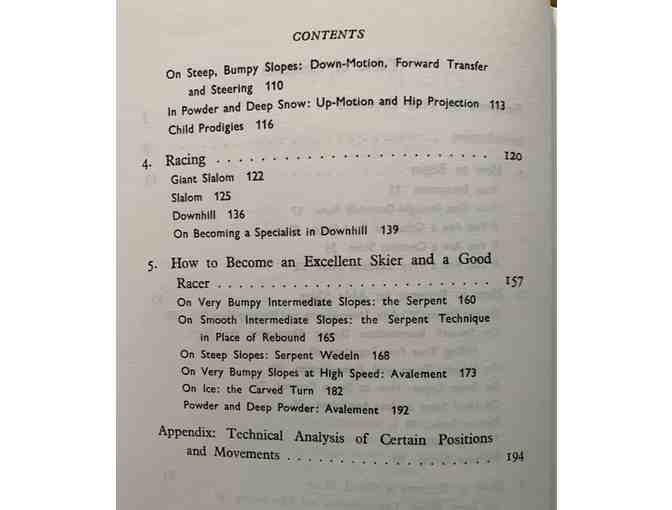 CONTENTS
On Steep, Bumpy Slopes: Down-Motion, Forward Transfer
and Steering 110
In Powder and Deep Snow: Up-Motion and Hip Projection 113
Child Prodigies 116
4. Racing . . . . . . . . . . . . . . . . . . . . 120
Giant Slalom 122
Slalom 125
Downhill 136
On Becoming a Specialist in Downhill 139
5. How to Become an Excellent Skier and a Good
Racer . . . . . . . . . . . . . . . . . . . . 157
On Very Bumpy Intermediate Slopes: the Serpent 160
On Smooth Intermediate Slopes: the Serpent Technique
in Place of Rebound 165
On Steep Slopes: Serpent Wedeln 168
On Very Bumpy Slopes at High Speed: Avalement 173
On Ice: the Carved Turn 182
Powder and Deep Powder: Avalement 192
Appendix: Technical Analysis of Certain Positions
and Movements . . . . . . . . . . . . . . . 194